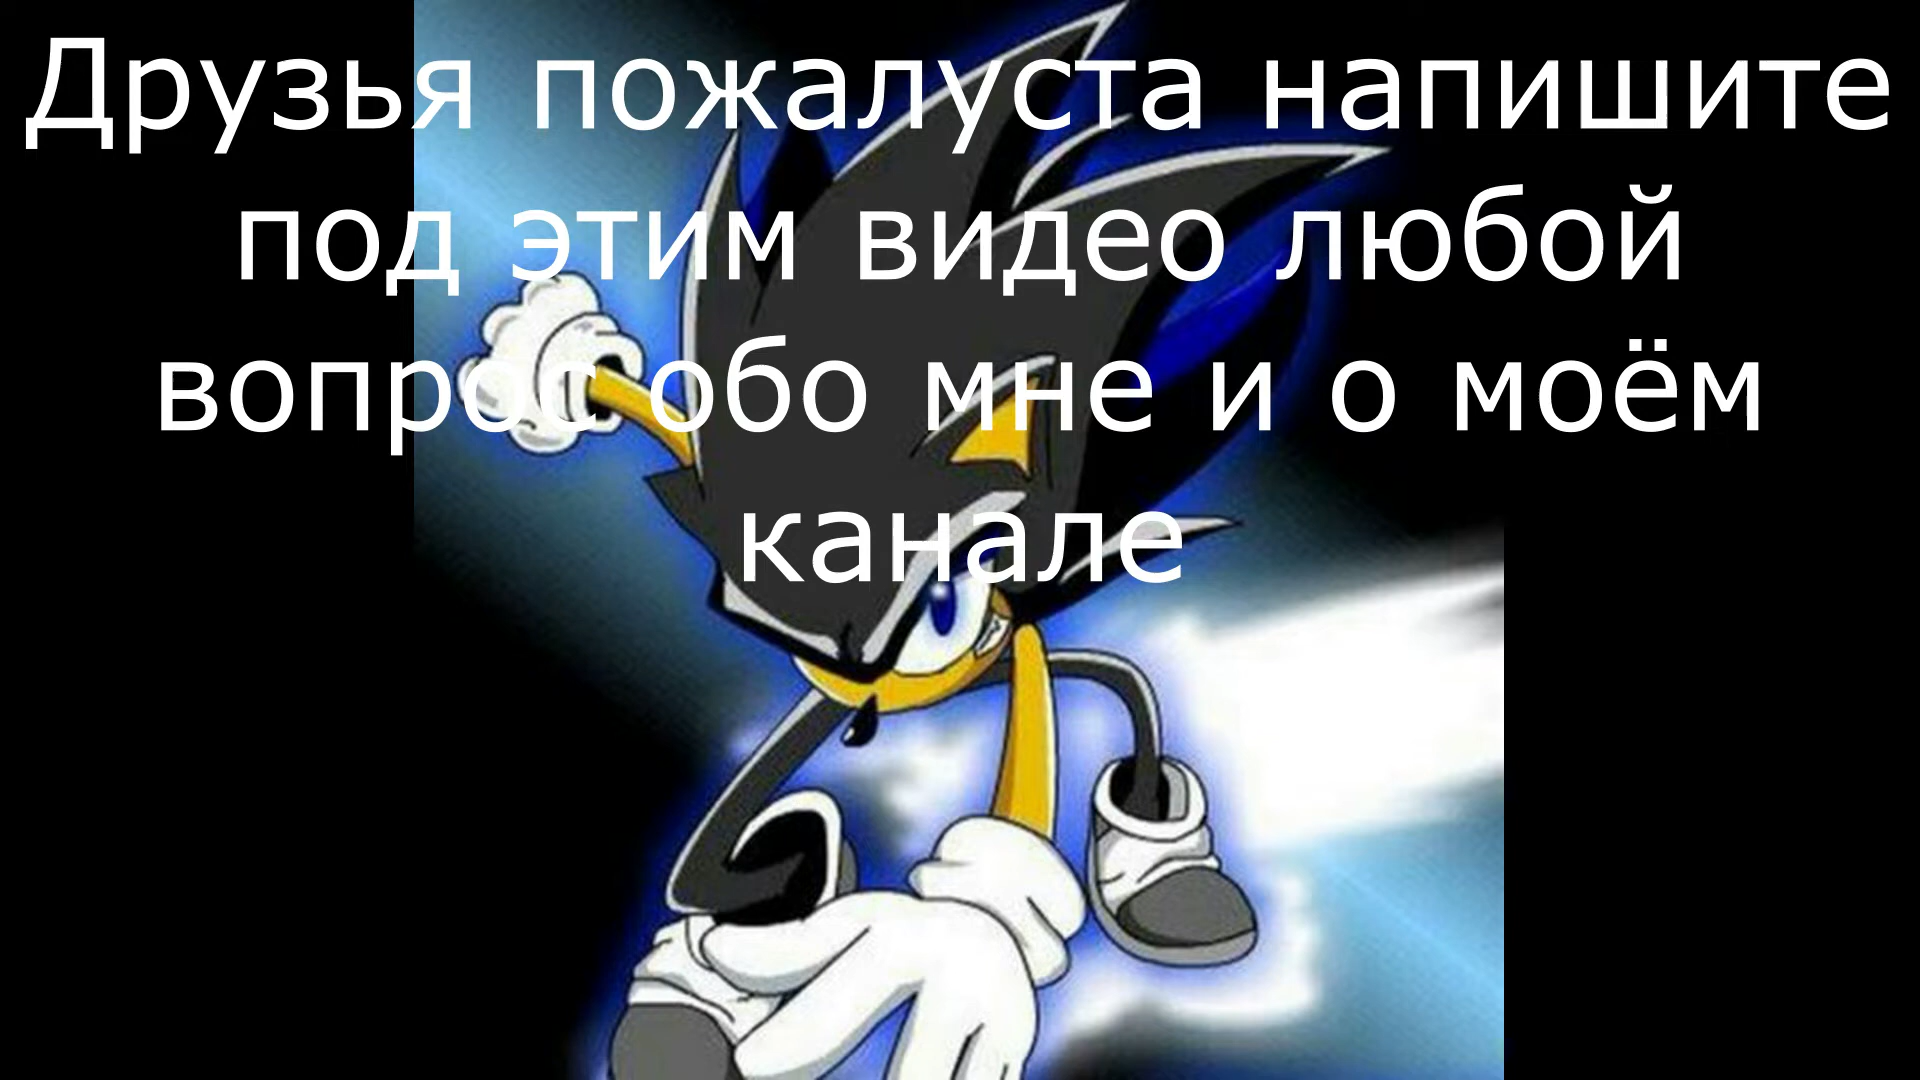 Друзья пожалуста напишите
под этим видео любой
вопрос обо мне и о моём
канале